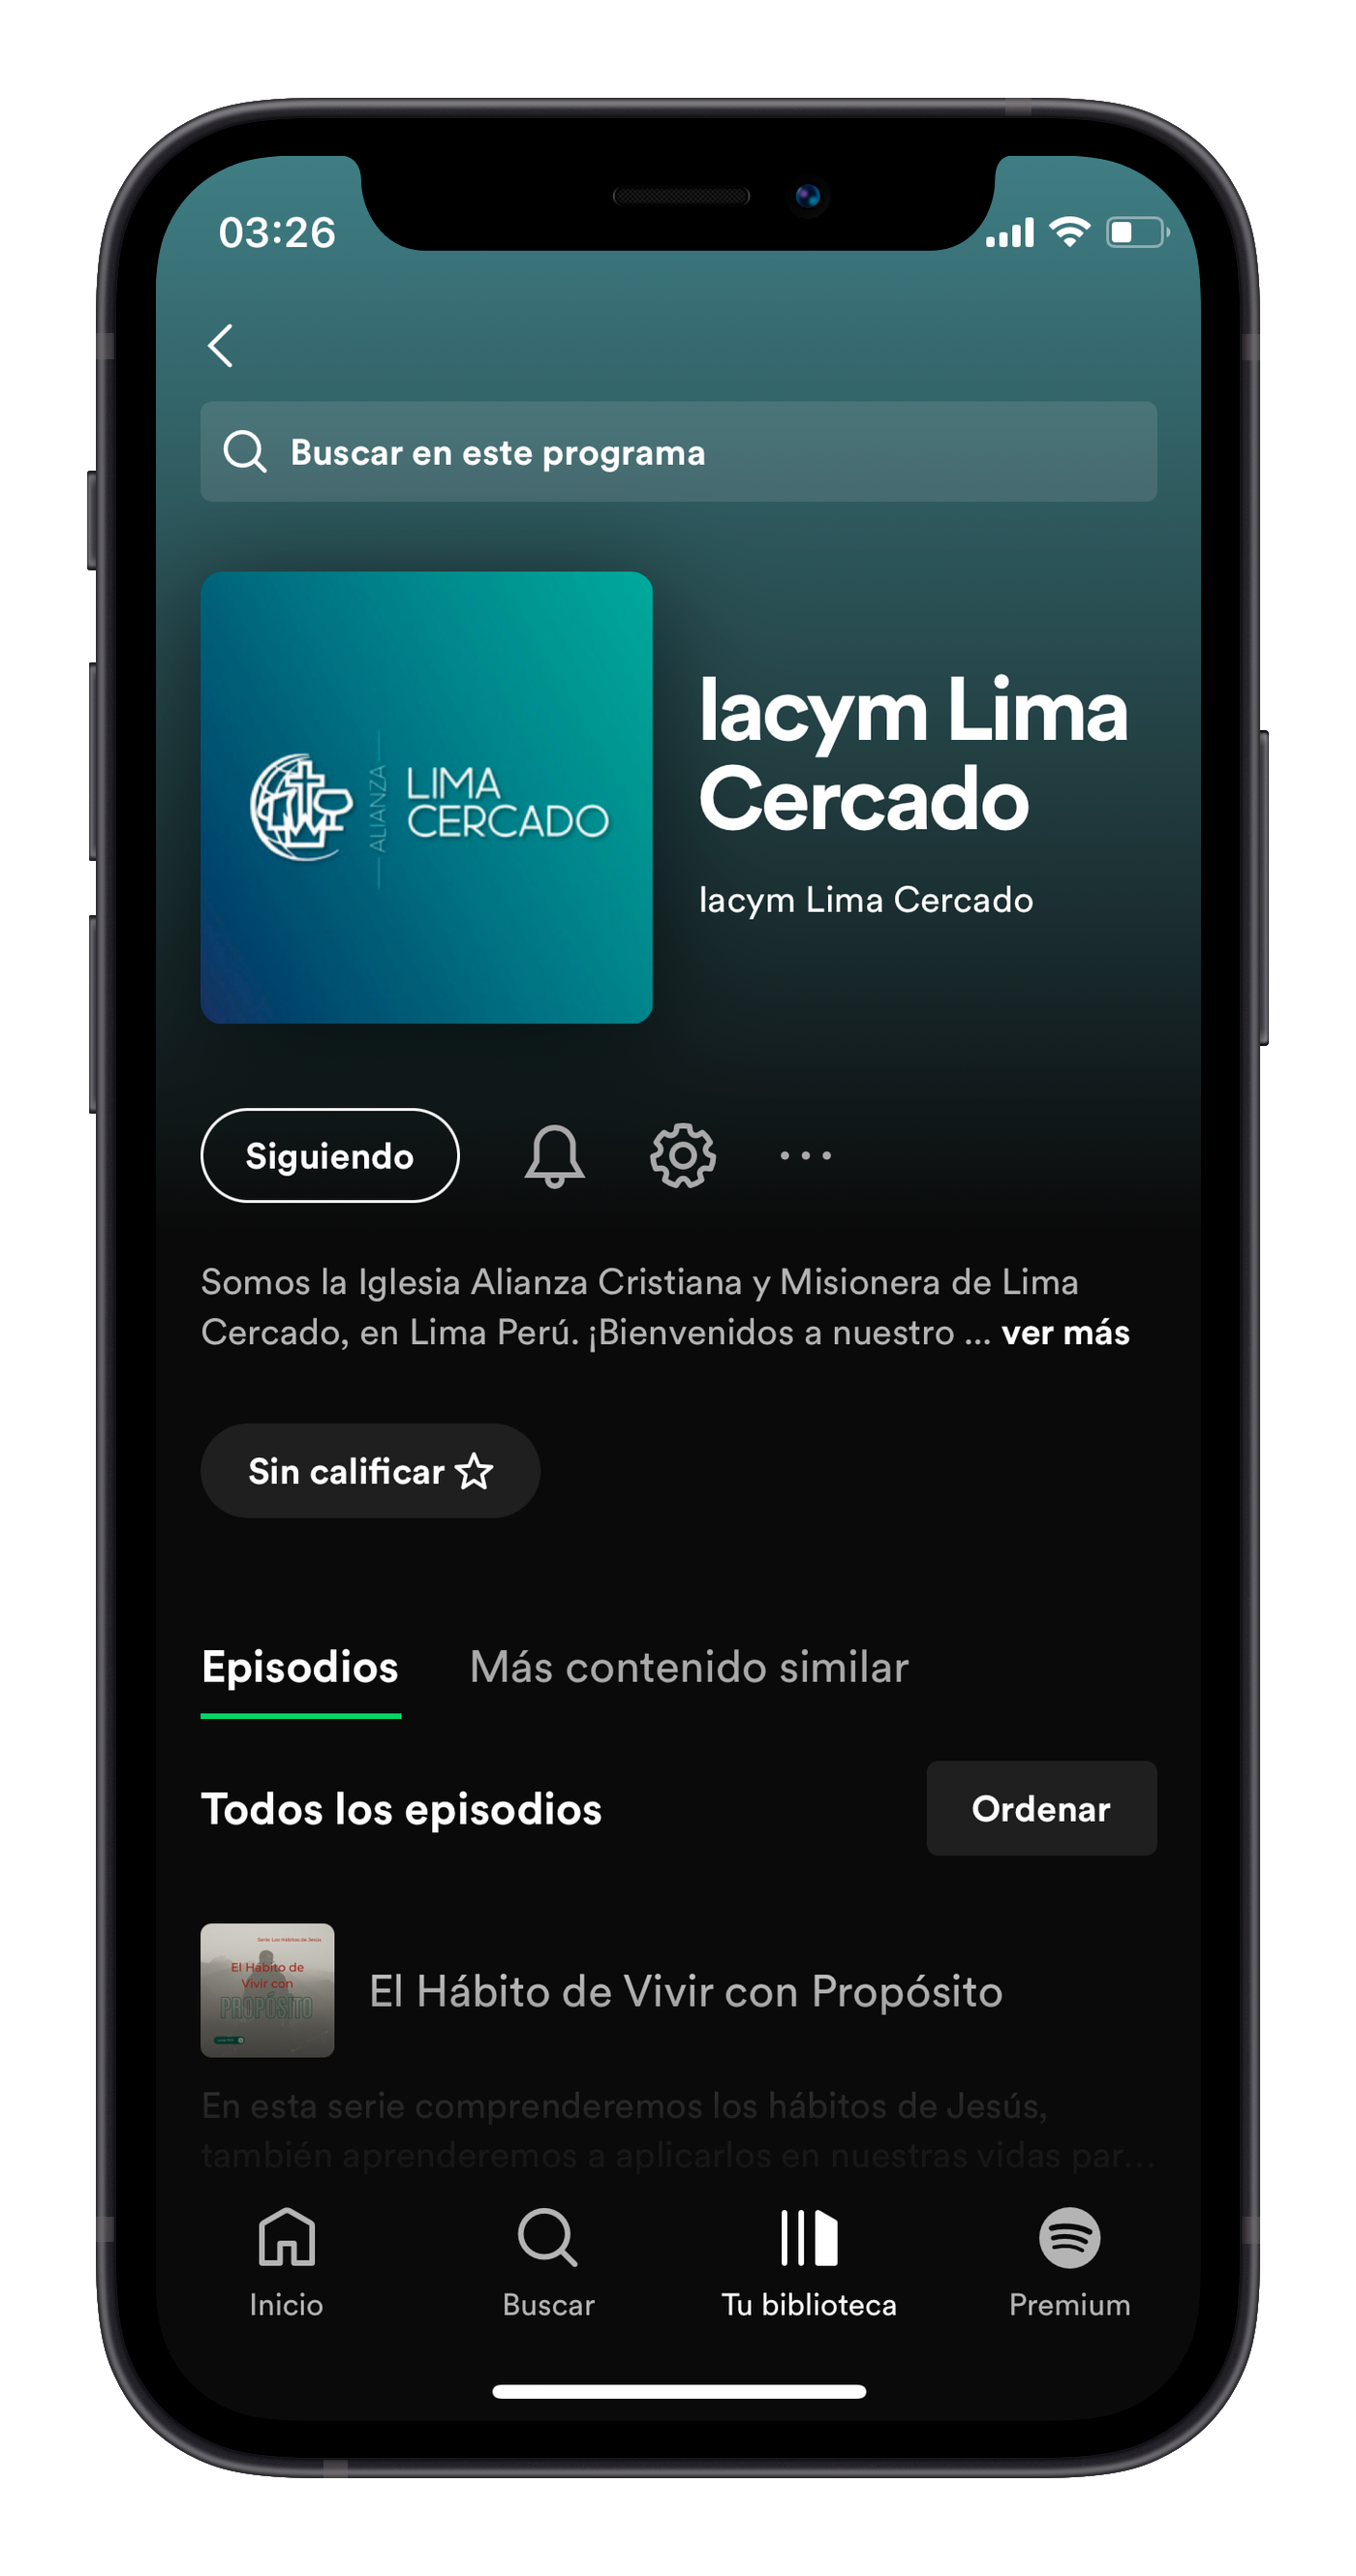 03:26
Buscar en este programa
ALIANZA
LIMA
CERCADO
Iacym Lima
Cercado
Iacym Lima Cercado
Siguiendo
Somos la Iglesia Alianza Cristiana y Misionera de Lima
Cercado, en Lima Perú. ¡Bienvenidos a nuestro ... ver más
Sin calificar
Episodios Más contenido similar
Todos los episodios Ordenar
Serie: Los Hábitos de Jesús
El Hábito de
Vivir con
PROPÓSITO
El Hábito de Vivir con Propósito
En esta serie comprenderemos los hábitos de Jesús,
también aprenderemos a aplicarlos en nuestras vidas par...
Inicio Buscar Tu biblioteca Premium